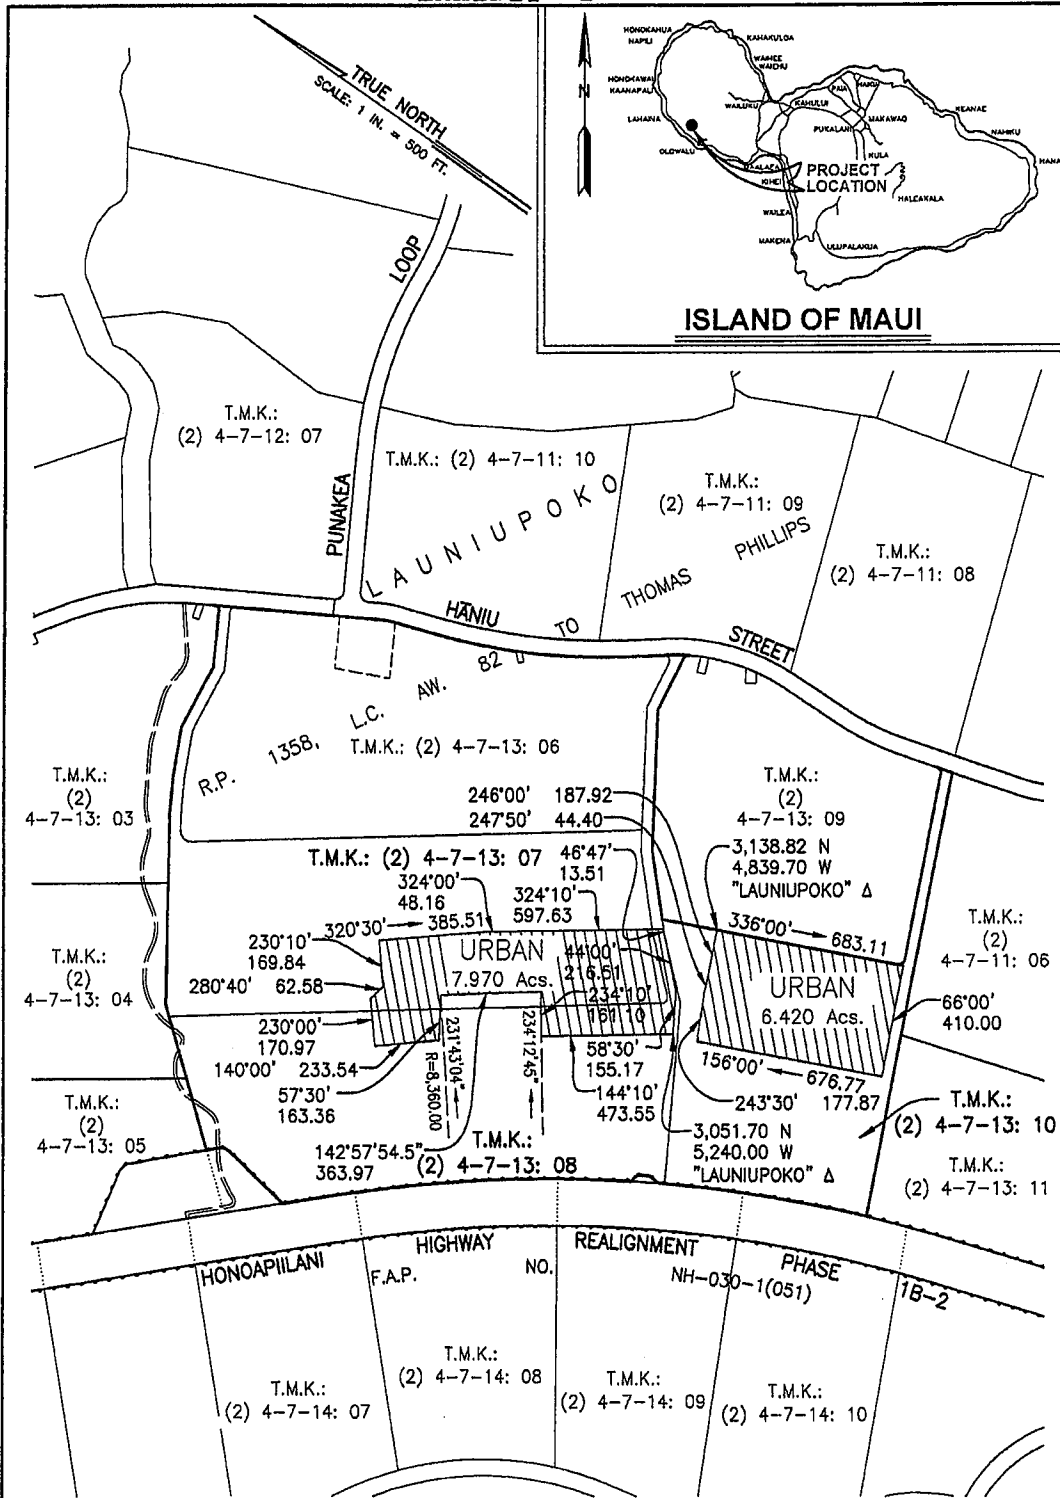 TRUE NORTH
SCALE: 1 IN. = 500 FT.
N
HONOKAHUA
NAPILI
KAHAKULOA
WAIHEE
WAIEHU
HONOKAWAI
KAANAPALI
LAHAINA
WAILUKU
KAHULUI
PAIA
HAIKU
MAKAWAO
PUKALANI
KEANAE
NAHIKU
HANA
OLOWALU
MAALAEA
KIHEI
KULA
PROJECT
LOCATION
HALEAKALA
WAILEA
MAKENA
ULUPALAKUA
ISLAND OF MAUI
PUNAKEA LOOP
T.M.K.:
(2) 4-7-12: 07
T.M.K.: (2) 4-7-11: 10
T.M.K.:
(2) 4-7-11: 09
T.M.K.:
(2) 4-7-11: 08
LAUNIUPOKO
HANIU STREET
R.P. 1358, L.C. AW. 82 TO THOMAS PHILLIPS
T.M.K.: (2) 4-7-13: 06
T.M.K.:
(2)
4-7-13: 03
T.M.K.:
(2)
4-7-13: 09
246°00' 187.92
247°50' 44.40
3,138.82 N
4,839.70 W
"LAUNIUPOKO" Δ
T.M.K.: (2) 4-7-13: 07
46°47'
13.51
324°00'
48.16
324°10'
597.63
320°30' 385.51
336°00' 683.11
T.M.K.:
(2)
4-7-11: 06
230°10'
169.84
280°40' 62.58
URBAN
7.970 Acs.
44°00'
216.51
234°10'
161.10
URBAN
6.420 Acs.
66°00'
410.00
T.M.K.:
(2)
4-7-13: 04
230°00'
170.97
140°00' 233.54
57°30'
163.36
231°43'04"
R=8,360.00
234°12'45"
58°30'
155.17
144°10'
473.55
156°00' 676.77
243°30' 177.87
T.M.K.:
(2) 4-7-13: 10
3,051.70 N
5,240.00 W
"LAUNIUPOKO" Δ
142°57'54.5"
363.97
T.M.K.:
(2) 4-7-13: 08
T.M.K.:
(2)
4-7-13: 05
T.M.K.:
(2) 4-7-13: 11
HONOAPIILANI HIGHWAY REALIGNMENT PHASE 1B-2
F.A.P. NO. NH-030-1(051)
T.M.K.:
(2) 4-7-14: 07
T.M.K.:
(2) 4-7-14: 08
T.M.K.:
(2) 4-7-14: 09
T.M.K.:
(2) 4-7-14: 10